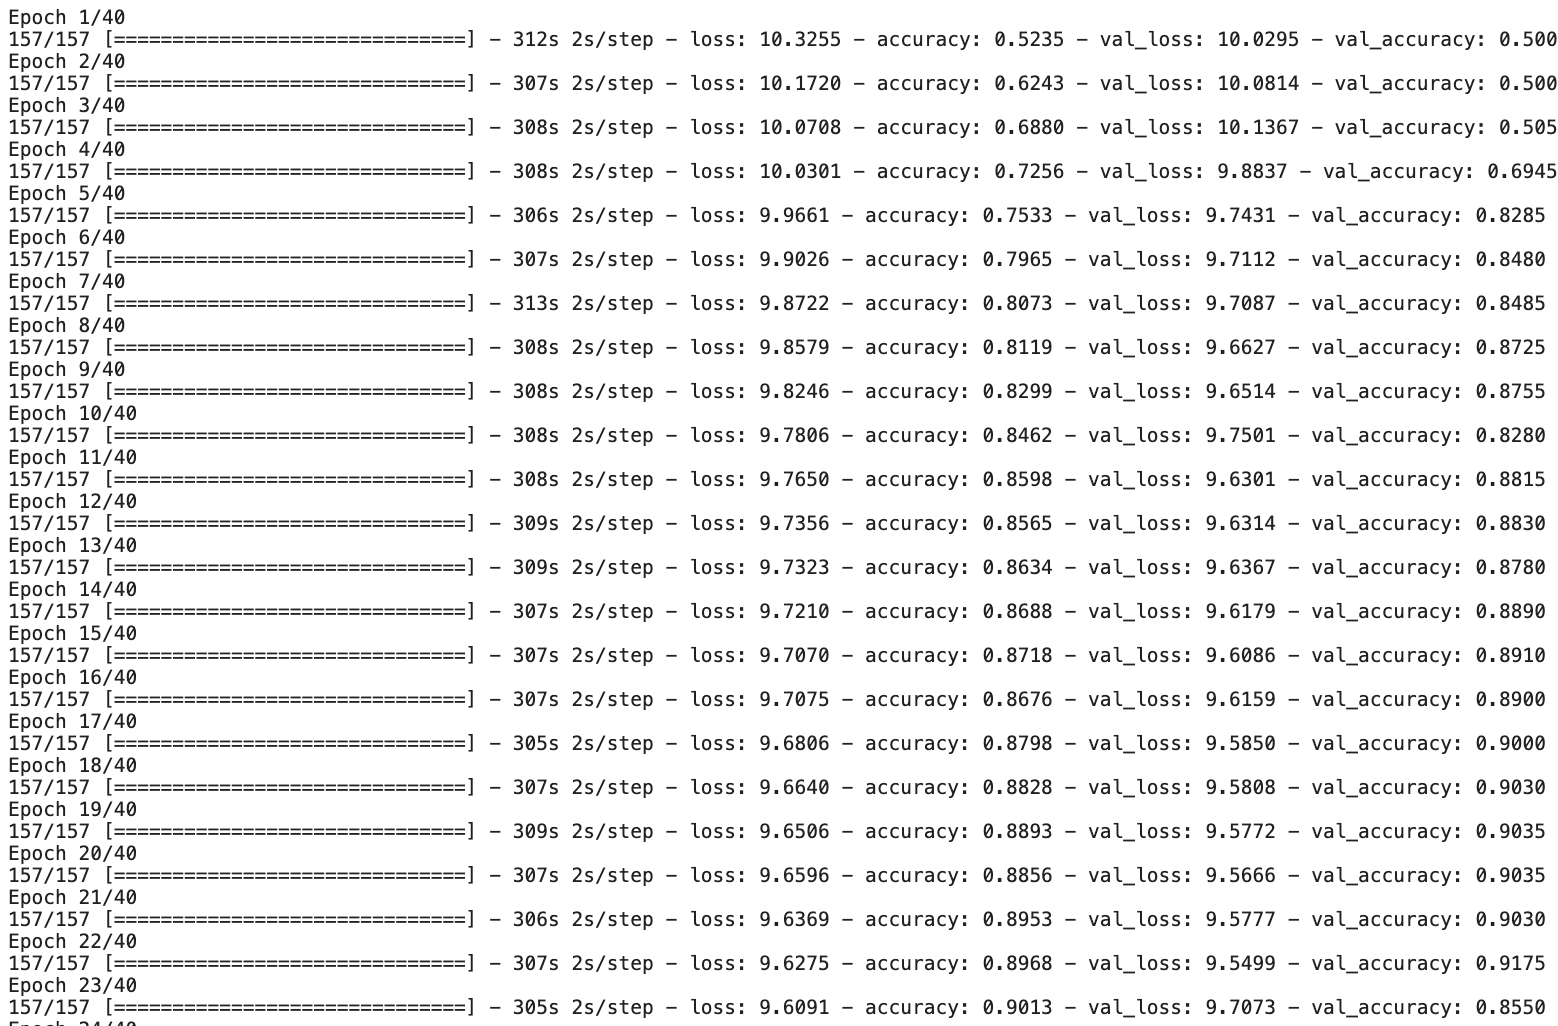 Epoch 1/40
157/157 [==============================] - 312s 2s/step - loss: 10.3255 - accuracy: 0.5235 - val_loss: 10.0295 - val_accuracy: 0.500
Epoch 2/40
157/157 [==============================] - 307s 2s/step - loss: 10.1720 - accuracy: 0.6243 - val_loss: 10.0814 - val_accuracy: 0.500
Epoch 3/40
157/157 [==============================] - 308s 2s/step - loss: 10.0708 - accuracy: 0.6880 - val_loss: 10.1367 - val_accuracy: 0.505
Epoch 4/40
157/157 [==============================] - 308s 2s/step - loss: 10.0301 - accuracy: 0.7256 - val_loss: 9.8837 - val_accuracy: 0.6945
Epoch 5/40
157/157 [==============================] - 306s 2s/step - loss: 9.9661 - accuracy: 0.7533 - val_loss: 9.7431 - val_accuracy: 0.8285
Epoch 6/40
157/157 [==============================] - 307s 2s/step - loss: 9.9026 - accuracy: 0.7965 - val_loss: 9.7112 - val_accuracy: 0.8480
Epoch 7/40
157/157 [==============================] - 313s 2s/step - loss: 9.8722 - accuracy: 0.8073 - val_loss: 9.7087 - val_accuracy: 0.8485
Epoch 8/40
157/157 [==============================] - 308s 2s/step - loss: 9.8579 - accuracy: 0.8119 - val_loss: 9.6627 - val_accuracy: 0.8725
Epoch 9/40
157/157 [==============================] - 308s 2s/step - loss: 9.8246 - accuracy: 0.8299 - val_loss: 9.6514 - val_accuracy: 0.8755
Epoch 10/40
157/157 [==============================] - 308s 2s/step - loss: 9.7806 - accuracy: 0.8462 - val_loss: 9.7501 - val_accuracy: 0.8280
Epoch 11/40
157/157 [==============================] - 308s 2s/step - loss: 9.7650 - accuracy: 0.8598 - val_loss: 9.6301 - val_accuracy: 0.8815
Epoch 12/40
157/157 [==============================] - 309s 2s/step - loss: 9.7356 - accuracy: 0.8565 - val_loss: 9.6314 - val_accuracy: 0.8830
Epoch 13/40
157/157 [==============================] - 309s 2s/step - loss: 9.7323 - accuracy: 0.8634 - val_loss: 9.6367 - val_accuracy: 0.8780
Epoch 14/40
157/157 [==============================] - 307s 2s/step - loss: 9.7210 - accuracy: 0.8688 - val_loss: 9.6179 - val_accuracy: 0.8890
Epoch 15/40
157/157 [==============================] - 307s 2s/step - loss: 9.7070 - accuracy: 0.8718 - val_loss: 9.6086 - val_accuracy: 0.8910
Epoch 16/40
157/157 [==============================] - 307s 2s/step - loss: 9.7075 - accuracy: 0.8676 - val_loss: 9.6159 - val_accuracy: 0.8900
Epoch 17/40
157/157 [==============================] - 305s 2s/step - loss: 9.6806 - accuracy: 0.8798 - val_loss: 9.5850 - val_accuracy: 0.9000
Epoch 18/40
157/157 [==============================] - 307s 2s/step - loss: 9.6640 - accuracy: 0.8828 - val_loss: 9.5808 - val_accuracy: 0.9030
Epoch 19/40
157/157 [==============================] - 309s 2s/step - loss: 9.6506 - accuracy: 0.8893 - val_loss: 9.5772 - val_accuracy: 0.9035
Epoch 20/40
157/157 [==============================] - 307s 2s/step - loss: 9.6596 - accuracy: 0.8856 - val_loss: 9.5666 - val_accuracy: 0.9035
Epoch 21/40
157/157 [==============================] - 306s 2s/step - loss: 9.6369 - accuracy: 0.8953 - val_loss: 9.5777 - val_accuracy: 0.9030
Epoch 22/40
157/157 [==============================] - 307s 2s/step - loss: 9.6275 - accuracy: 0.8968 - val_loss: 9.5499 - val_accuracy: 0.9175
Epoch 23/40
157/157 [==============================] - 305s 2s/step - loss: 9.6091 - accuracy: 0.9013 - val_loss: 9.7073 - val_accuracy: 0.8550
Epoch 24/40